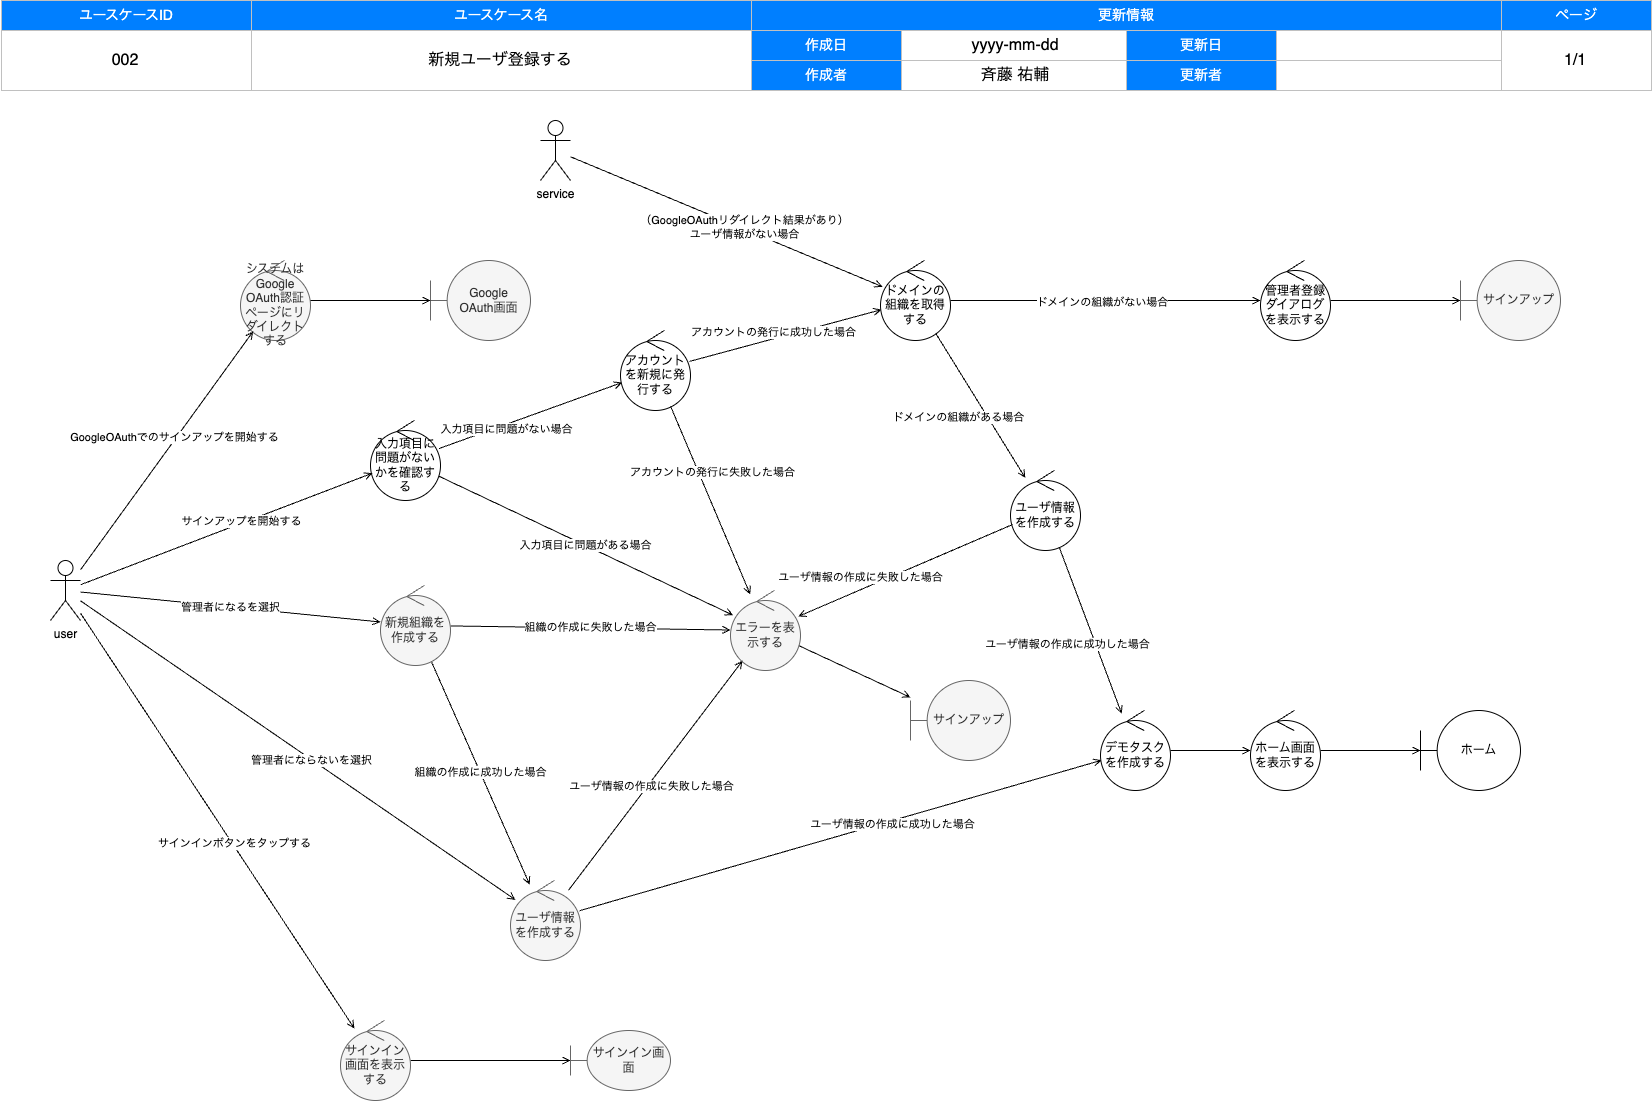 ユースケースID
ユースケース名
更新情報
ページ
002
新規ユーザ登録する
作成日
yyyy-mm-dd
更新日
1/1
作成者
斉藤 祐輔
更新者
service
（GoogleOAuthリダイレクト結果があり）
ユーザ情報がない場合
システムは
Google
OAuth認証
ページにリ
ダイレクト
する
Google
OAuth画面
ドメインの
組織を取得
する
ドメインの組織がない場合
管理者登録
ダイアログ
を表示する
サインアップ
アカウントの発行に成功した場合
アカウント
を新規に発
行する
ドメインの組織がある場合
入力項目に問題がない場合
GoogleOAuthでのサインアップを開始する
入力項目に
問題がない
かを確認す
る
アカウントの発行に失敗した場合
サインアップを開始する
ユーザ情報
を作成する
入力項目に問題がある場合
ユーザ情報の作成に失敗した場合
user
管理者になるを選択
新規組織を
作成する
組織の作成に失敗した場合
エラーを表
示する
ユーザ情報の作成に成功した場合
サインアップ
管理者にならないを選択
組織の作成に成功した場合
ユーザ情報の作成に失敗した場合
デモタスク
を作成する
ホーム画面
を表示する
ホーム
ユーザ情報の作成に成功した場合
サインインボタンをタップする
ユーザ情報
を作成する
サインイン
画面を表示
する
サインイン画
面